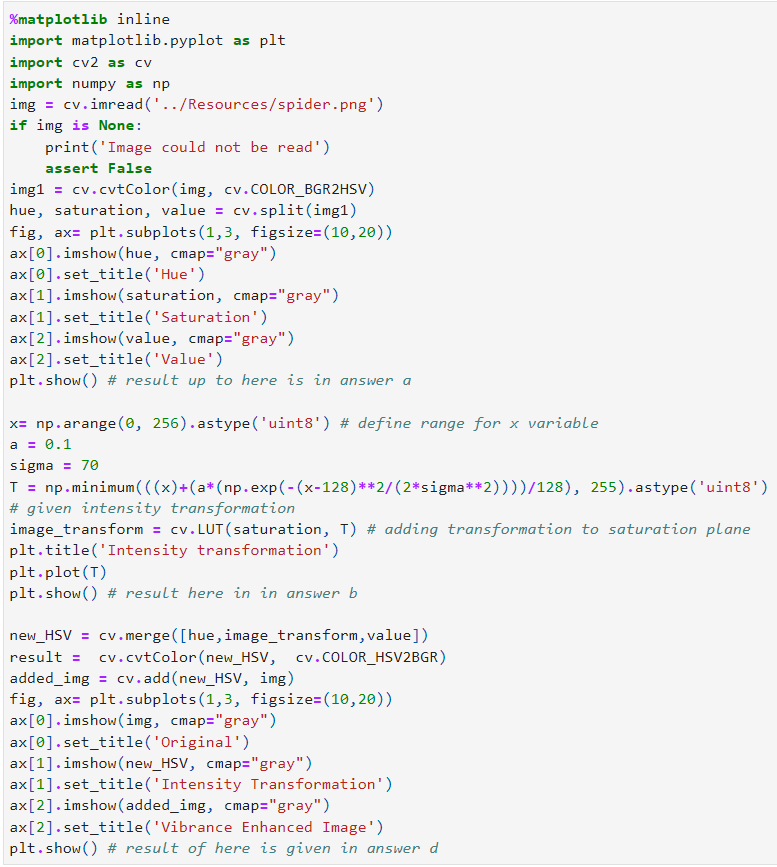 %matplotlib inline
import matplotlib.pyplot as plt
import cv2 as cv
import numpy as np
img = cv.imread('../Resources/spider.png')
if img is None:
    print('Image could not be read')
    assert False
img1 = cv.cvtColor(img, cv.COLOR_BGR2HSV)
hue, saturation, value = cv.split(img1)
fig, ax= plt.subplots(1,3, figsize=(10,20))
ax[0].imshow(hue, cmap="gray")
ax[0].set_title('Hue')
ax[1].imshow(saturation, cmap="gray")
ax[1].set_title('Saturation')
ax[2].imshow(value, cmap="gray")
ax[2].set_title('Value')
plt.show() # result up to here is in answer a

x= np.arange(0, 256).astype('uint8') # define range for x variable
a = 0.1
sigma = 70
T = np.minimum(((x)+(a*(np.exp(-(x-128)**2/(2*sigma**2))))/128), 255).astype('uint8')
# given intensity transformation
image_transform = cv.LUT(saturation, T) # adding transformation to saturation plane
plt.title('Intensity transformation')
plt.plot(T)
plt.show() # result here in in answer b

new_HSV = cv.merge([hue,image_transform,value])
result =  cv.cvtColor(new_HSV,  cv.COLOR_HSV2BGR)
added_img = cv.add(new_HSV, img)
fig, ax= plt.subplots(1,3, figsize=(10,20))
ax[0].imshow(img, cmap="gray")
ax[0].set_title('Original')
ax[1].imshow(new_HSV, cmap="gray")
ax[1].set_title('Intensity Transformation')
ax[2].imshow(added_img, cmap="gray")
ax[2].set_title('Vibrance Enhanced Image')
plt.show() # result of here is given in answer d